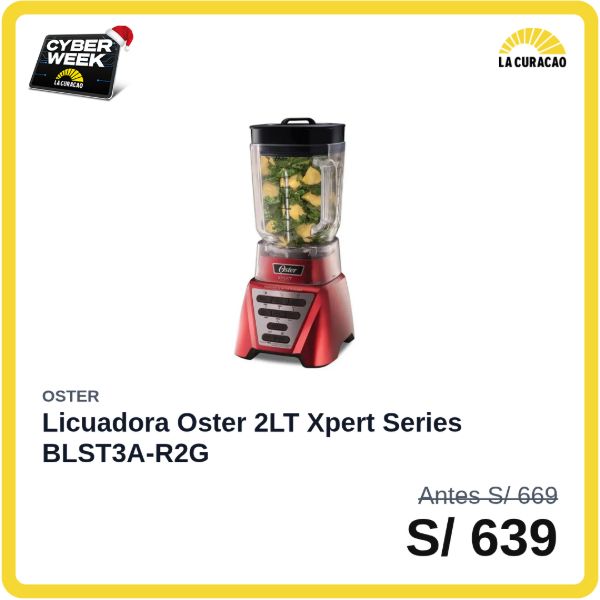 CYBER
WEEK
LA CURACAO
LA CURACAO
Oster
OSTER
Licuadora Oster 2LT Xpert Series
BLST3A-R2G
Antes S/ 669
S/ 639